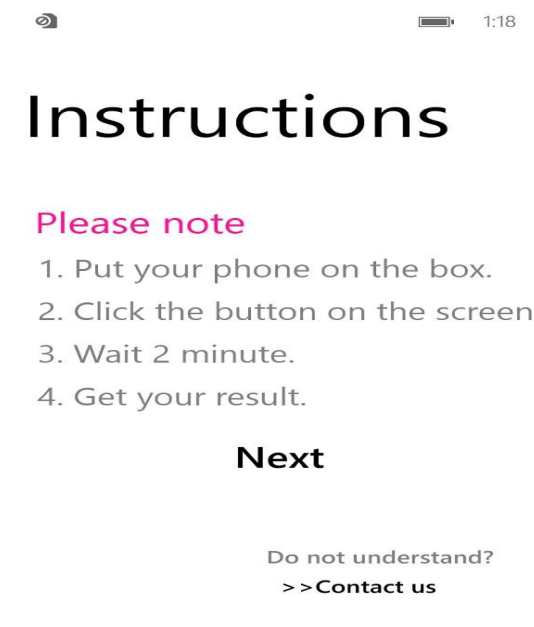 1:18
Instructions
Please note
1. Put your phone on the box.
2. Click the button on the screen
3. Wait 2 minute.
4. Get your result.
Next
Do not understand?
>>Contact us